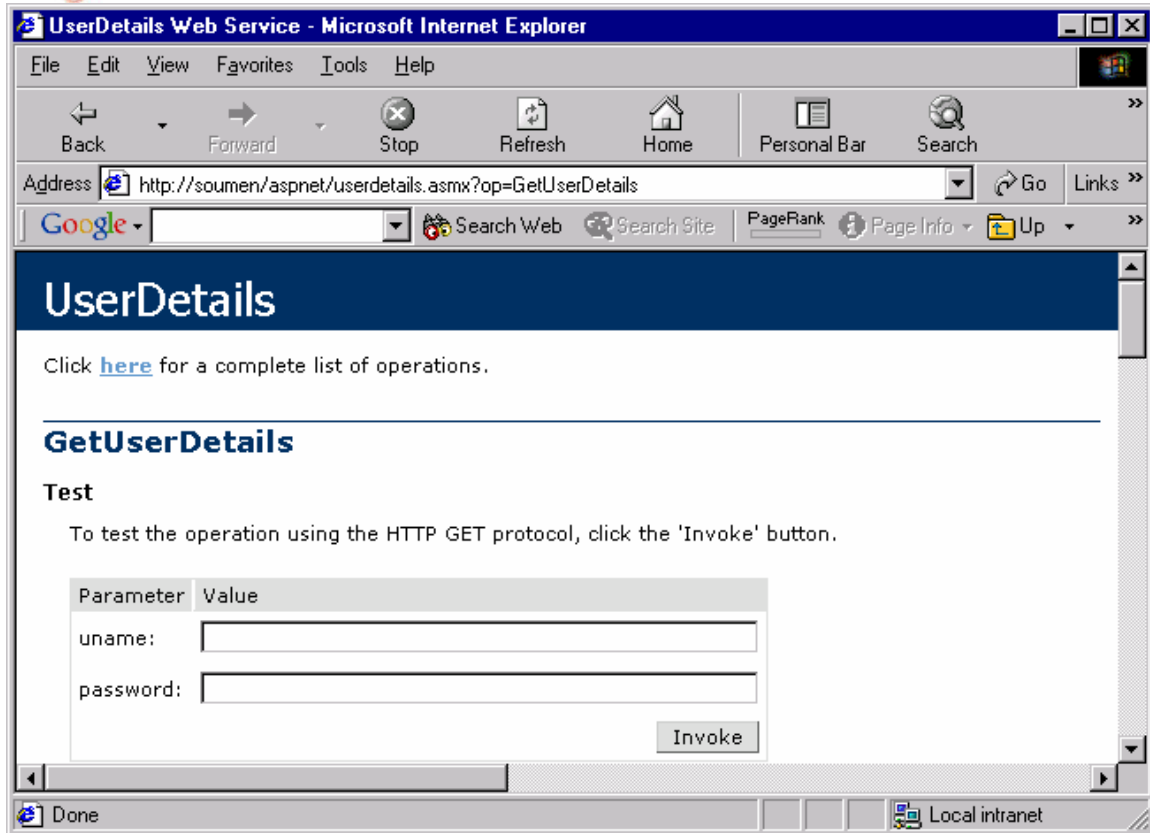 UserDetails Web Service - Microsoft Internet Explorer
File Edit View Favorites Tools Help
Back Forward Stop Refresh Home Personal Bar Search »
Address http://soumen/aspnet/userdetails.asmx?op=GetUserDetails Go Links »
Google Search Web Search Site PageRank Page Info Up »
UserDetails
Click here for a complete list of operations.
GetUserDetails
Test
To test the operation using the HTTP GET protocol, click the 'Invoke' button.
Parameter Value
uname:
password:
Invoke
Done Local intranet